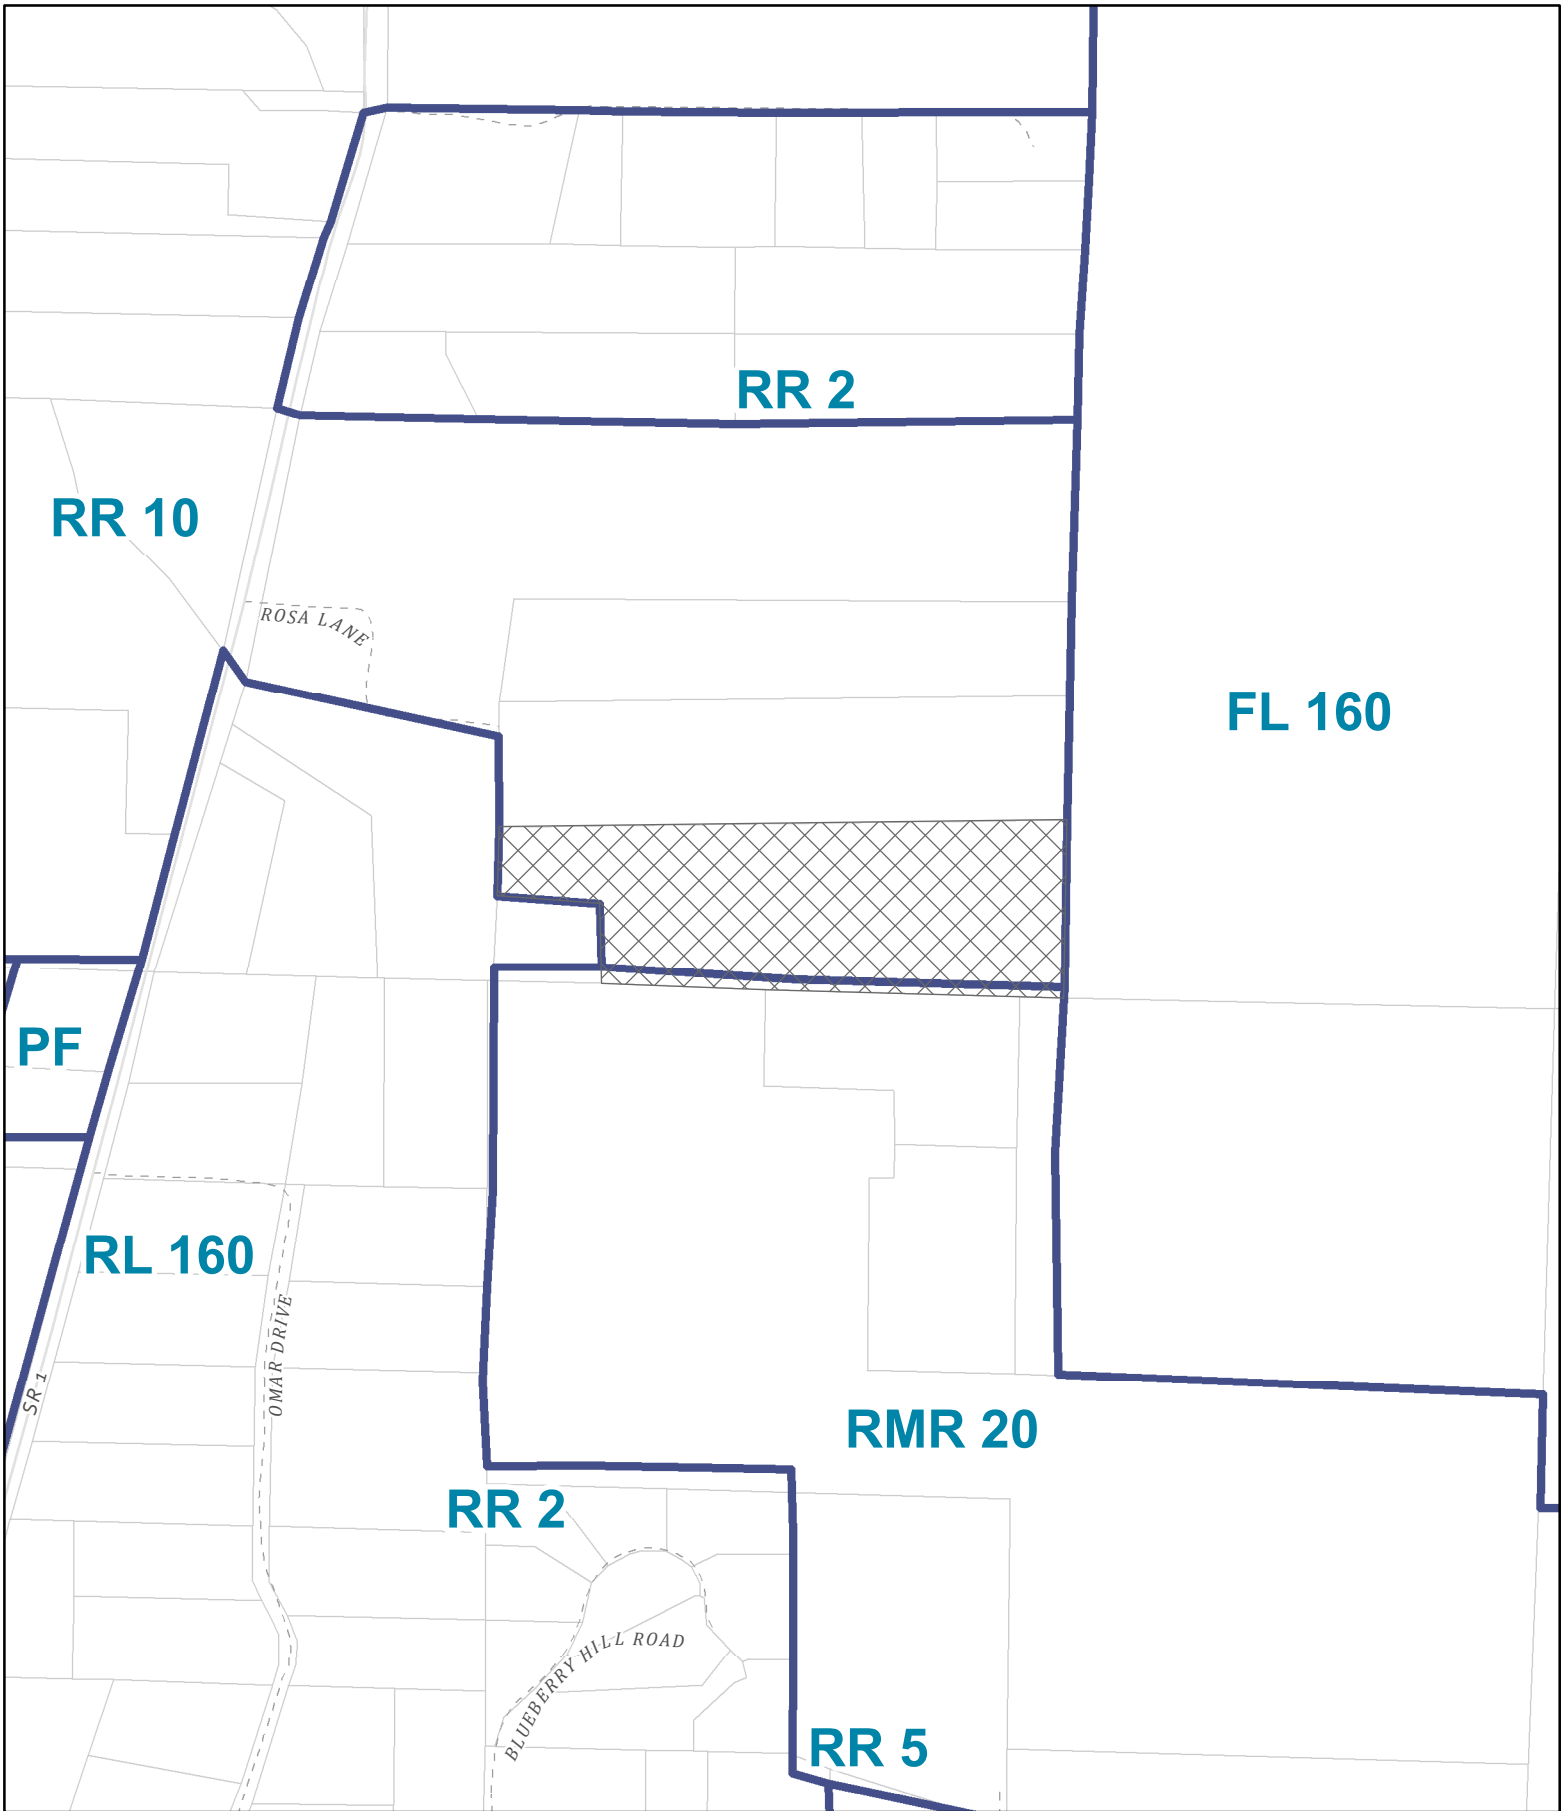 RR 2
RR 10
ROSA LANE
FL 160
PF
RL 160
OMAR DRIVE
SR 1
RMR 20
RR 2
BLUEBERRY HILL ROAD
RR 5